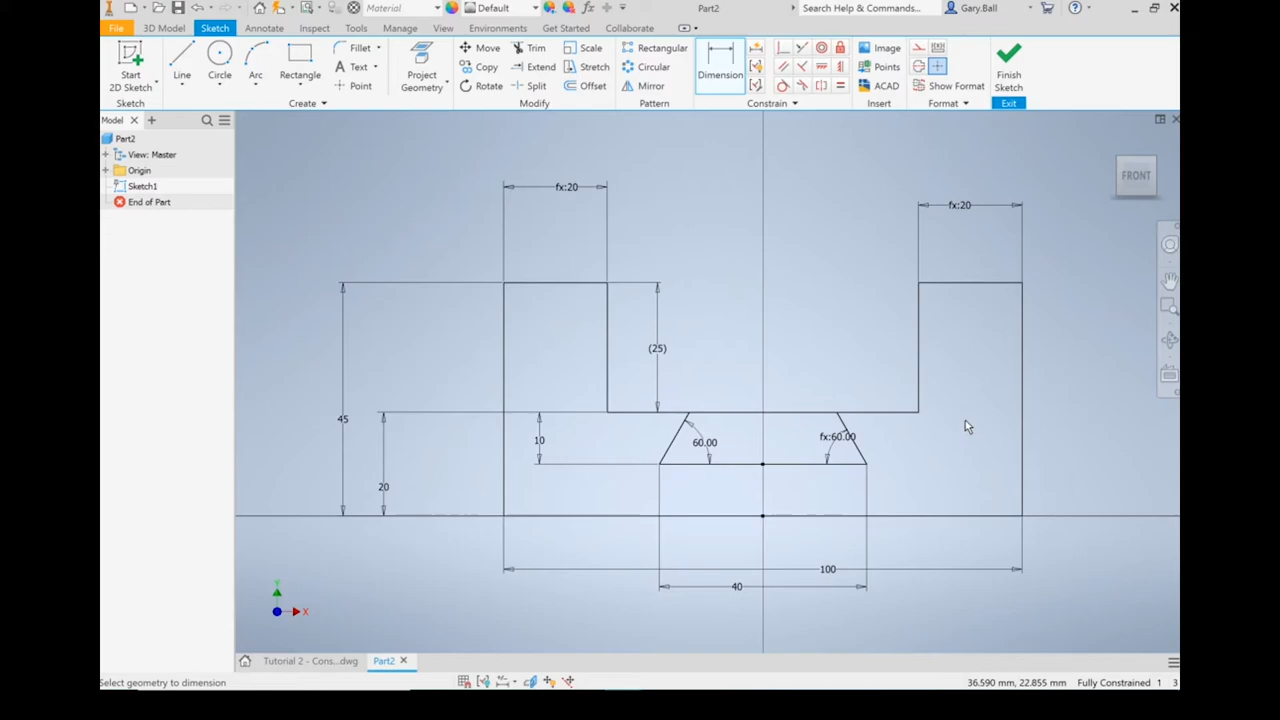 Material
Default
Part2
Search Help & Commands...
Gary.Ball
File
3D Model
Sketch
Annotate
Inspect
Tools
Manage
View
Environments
Get Started
Collaborate
Start
2D Sketch
Line
Circle
Arc
Rectangle
Fillet
Text
Point
Project
Geometry
Move
Trim
Scale
Copy
Extend
Stretch
Rotate
Split
Offset
Rectangular
Circular
Mirror
Dimension
Image
Points
ACAD
Show Format
Finish
Sketch
Sketch
Create
Modify
Pattern
Constrain
Insert
Format
Exit
Model
Part2
View: Master
Origin
Sketch1
End of Part
FRONT
fx:20
fx:20
(25)
45
10
60.00
fx:60.00
20
100
40
Y
X
Tutorial 2 - Cons...dwg
Part2
Select geometry to dimension
36.590 mm, 22.855 mm
Fully Constrained
1
3